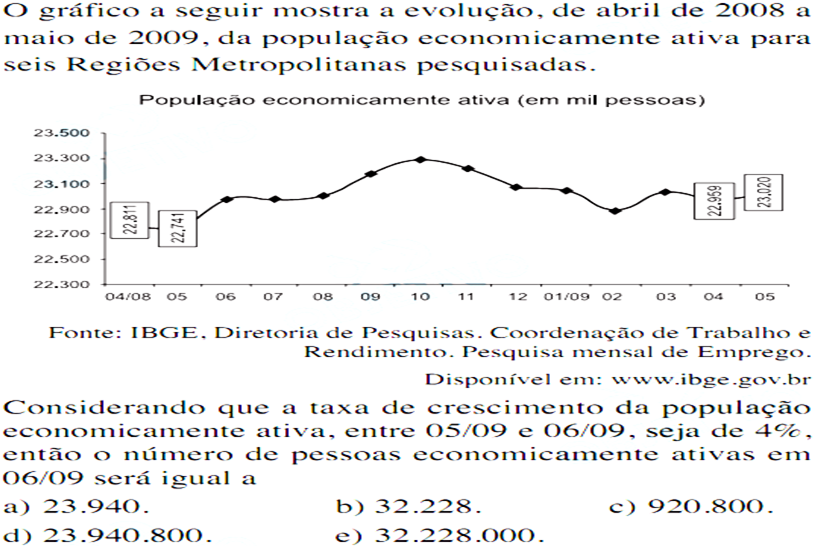 O gráfico a seguir mostra a evolução, de abril de 2008 a
maio de 2009, da população economicamente ativa para
seis Regiões Metropolitanas pesquisadas.
População economicamente ativa (em mil pessoas)
23.500
23.300
23.100
22.900
22.700
22.500
22.300
22.811
22,741
22.959
23,020
04/08 05 06 07 08 09 10 11 12 01/09 02 03 04 05
Fonte: IBGE, Diretoria de Pesquisas. Coordenação de Trabalho e
Rendimento. Pesquisa mensal de Emprego.
Disponível em: www.ibge.gov.br
Considerando que a taxa de crescimento da população
economicamente ativa, entre 05/09 e 06/09, seja de 4%,
então o número de pessoas economicamente ativas em
06/09 será igual a
a) 23.940. b) 32.228. c) 920.800.
d) 23.940.800. e) 32.228.000.